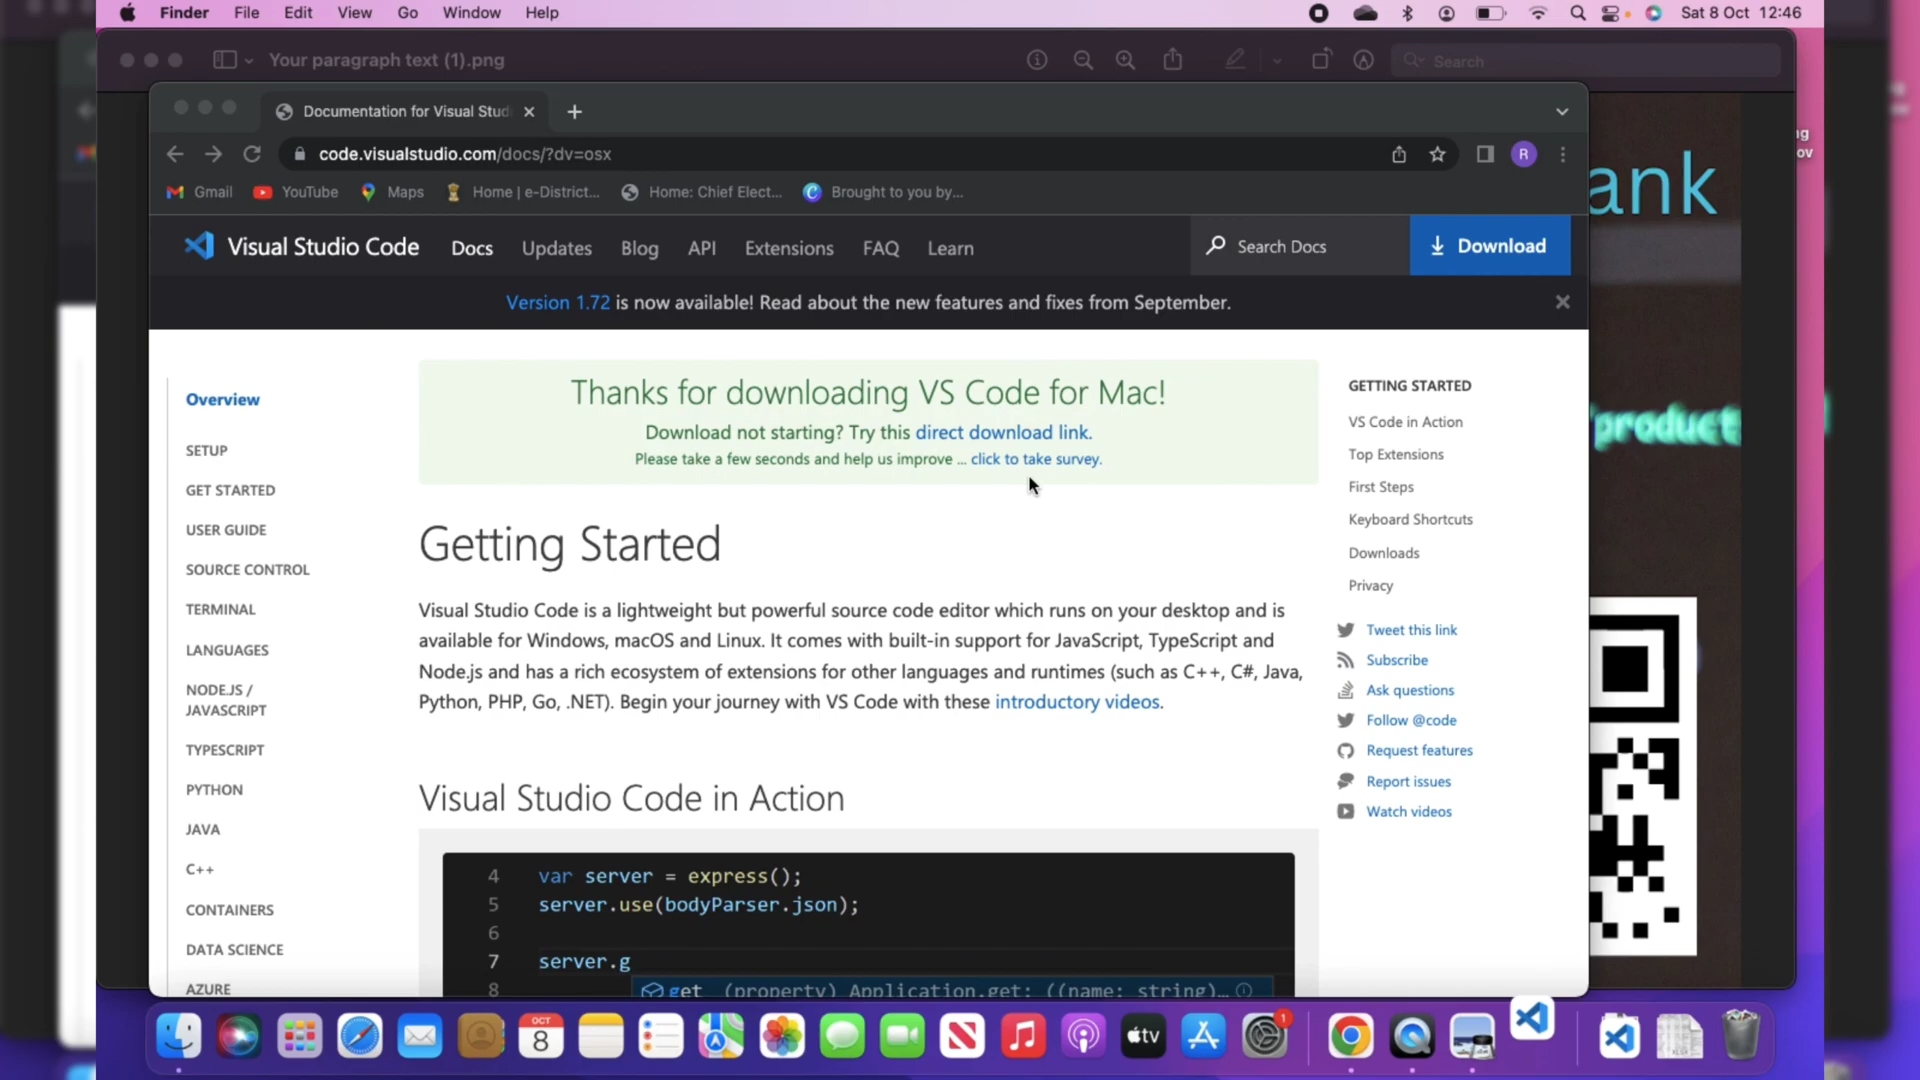 Finder File Edit View Go Window Help Sat 8 Oct 12:46
Your paragraph text (1).png Search
Documentation for Visual Stud
code.visualstudio.com/docs/?dv=osx R
Gmail YouTube Maps Home | e-District... Home: Chief Elect... Brought to you by...
ank
Visual Studio Code Docs Updates Blog API Extensions FAQ Learn Search Docs Download
Version 1.72 is now available! Read about the new features and fixes from September.
Overview
SETUP
GET STARTED
USER GUIDE
SOURCE CONTROL
TERMINAL
LANGUAGES
NODE.JS /
JAVASCRIPT
TYPESCRIPT
PYTHON
JAVA
C++
CONTAINERS
DATA SCIENCE
AZURE
Thanks for downloading VS Code for Mac!
Download not starting? Try this direct download link.
Please take a few seconds and help us improve ... click to take survey.
Getting Started
Visual Studio Code is a lightweight but powerful source code editor which runs on your desktop and is
available for Windows, macOS and Linux. It comes with built-in support for JavaScript, TypeScript and
Node.js and has a rich ecosystem of extensions for other languages and runtimes (such as C++, C#, Java,
Python, PHP, Go, .NET). Begin your journey with VS Code with these introductory videos.
Visual Studio Code in Action
4 var server = express();
5 server.use(bodyParser.json);
6
7 server.g
8 get (property) Application.get: ((name: string)...
GETTING STARTED
VS Code in Action
Top Extensions
First Steps
Keyboard Shortcuts
Downloads
Privacy
Tweet this link
Subscribe
Ask questions
Follow @code
Request features
Report issues
Watch videos
product
ng
ov
OCT
8
tv
1